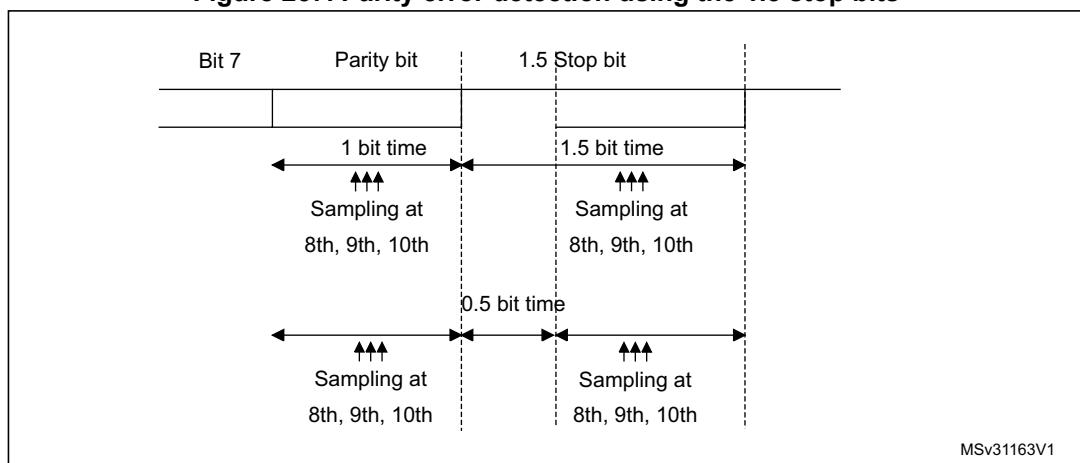 Bit 7 Parity bit 1.5 Stop bit
1 bit time 1.5 bit time
Sampling at Sampling at
8th, 9th, 10th 8th, 9th, 10th
0.5 bit time
Sampling at Sampling at
8th, 9th, 10th 8th, 9th, 10th
MSv31163V1